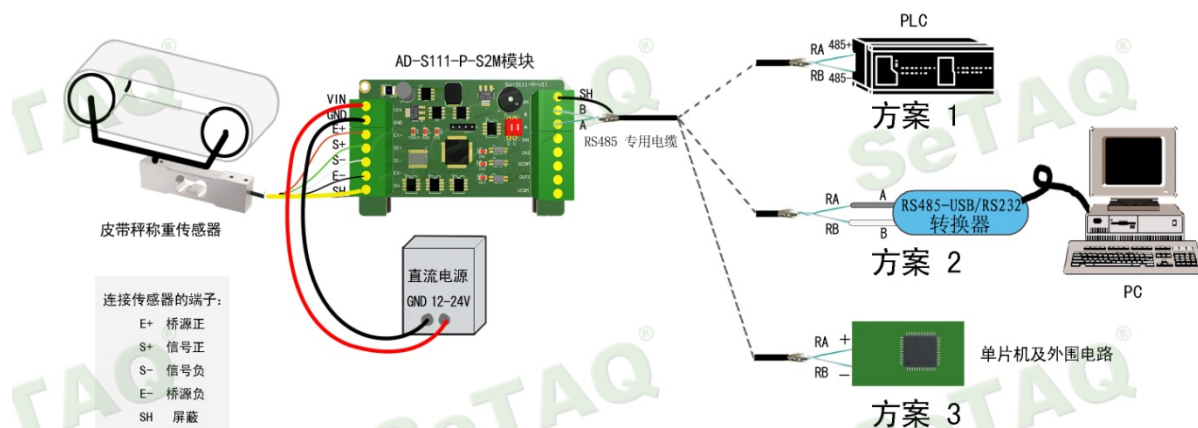 SeTAQ®
PLC
AD-S111-P-S2M模块
VIN
GND
E+
S+
S-
E-
SH
SH
B
A
RS485 专用电缆
皮带秤称重传感器
直流电源
GND 12-24V
连接传感器的端子:
E+ 桥源正
S+ 信号正
S- 信号负
E- 桥源负
SH 屏蔽
RA 485+
RB 485-
方案 1
RA A
RS485-USB/RS232
转换器
RB B
方案 2
PC
RA +
RB -
单片机及外围电路
方案 3
SeTAQ®
SeTAQ®
SeTAQ®
SeTAQ®